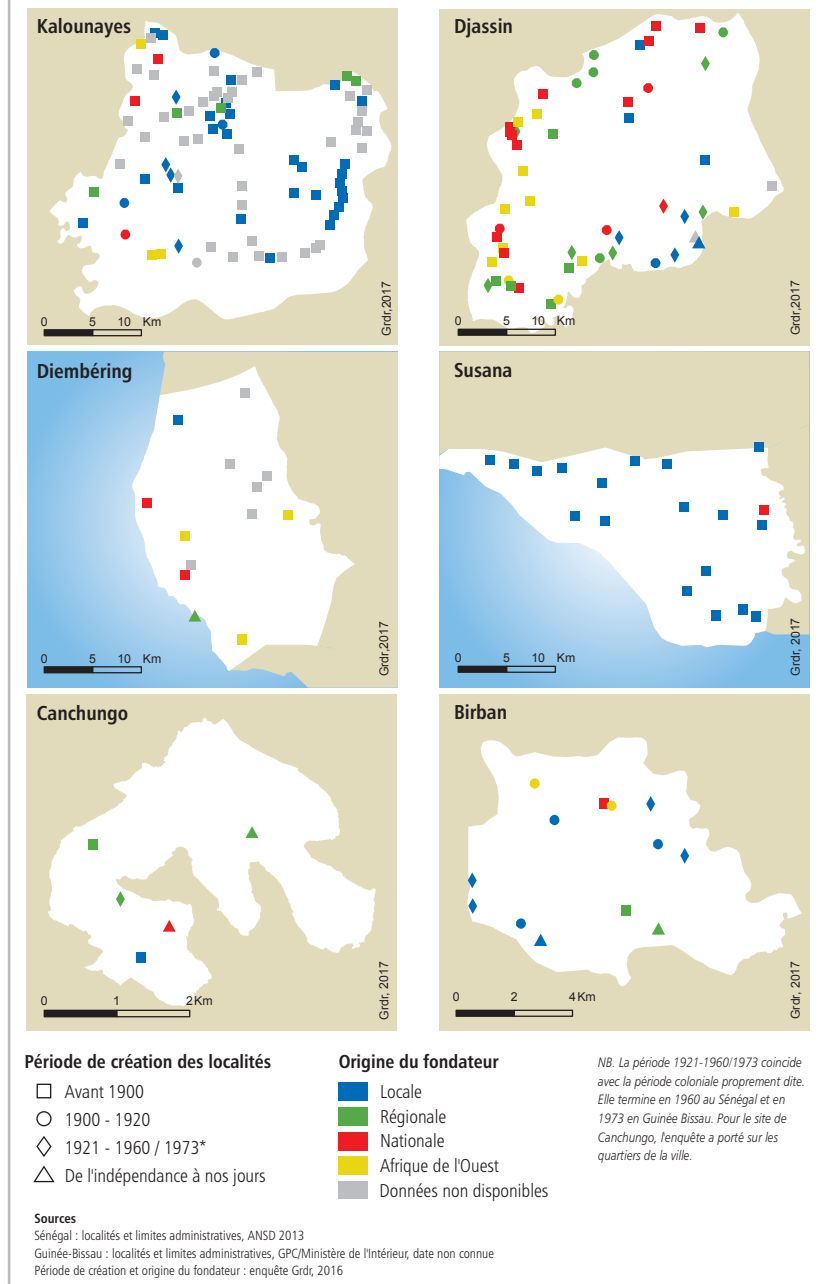 Kalounayes
0 5 10 Km
Grdr,2017
Djassin
0 5 10 Km
Grdr,2017
Diembéring
0 5 10 Km
Grdr,2017
Susana
0 5 10 Km
Grdr, 2017
Canchungo
0 1 2 Km
Grdr, 2017
Birban
0 2 4 Km
Grdr, 2017
Période de création des localités
Avant 1900
1900 - 1920
1921 - 1960 / 1973*
De l'indépendance à nos jours
Origine du fondateur
Locale
Régionale
Nationale
Afrique de l'Ouest
Données non disponibles
NB. La période 1921-1960/1973 coincide
avec la période coloniale proprement dite.
Elle termine en 1960 au Sénégal et en
1973 en Guinée Bissau. Pour le site de
Canchungo, l'enquête a porté sur les
quartiers de la ville.
Sources
Sénégal : localités et limites administratives, ANSD 2013
Guinée-Bissau : localités et limites administratives, GPC/Ministère de l'Intérieur, date non connue
Période de création et origine du fondateur : enquête Grdr, 2016